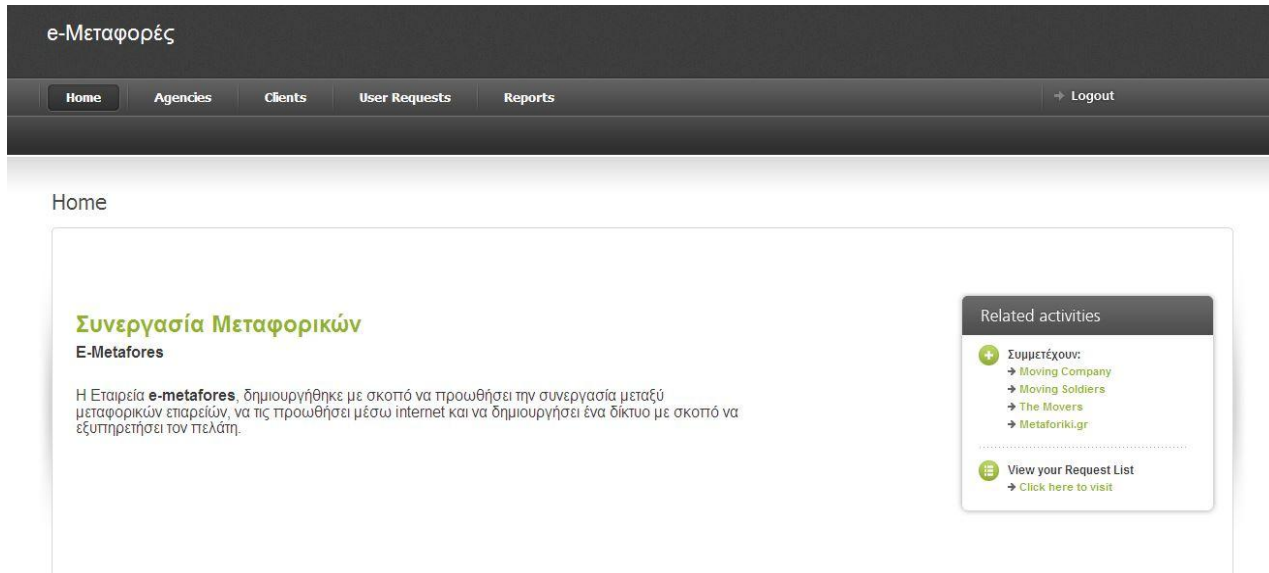 e-Μεταφορές
Home Agencies Clients User Requests Reports Logout
Home
Συνεργασία Μεταφορικών
E-Metafores
Η Εταιρεία e-metafores, δημιουργήθηκε με σκοπό να προωθήσει την συνεργασία μεταξύ
μεταφορικών εταιρείών, να τις προωθήσει μέσω internet και να δημιουργήσει ένα δίκτυο με σκοπό να
εξυπηρετήσει τον πελάτη.
Related activities
Συμμετέχουν:
Moving Company
Moving Soldiers
The Movers
Metaforiki.gr
View your Request List
Click here to visit